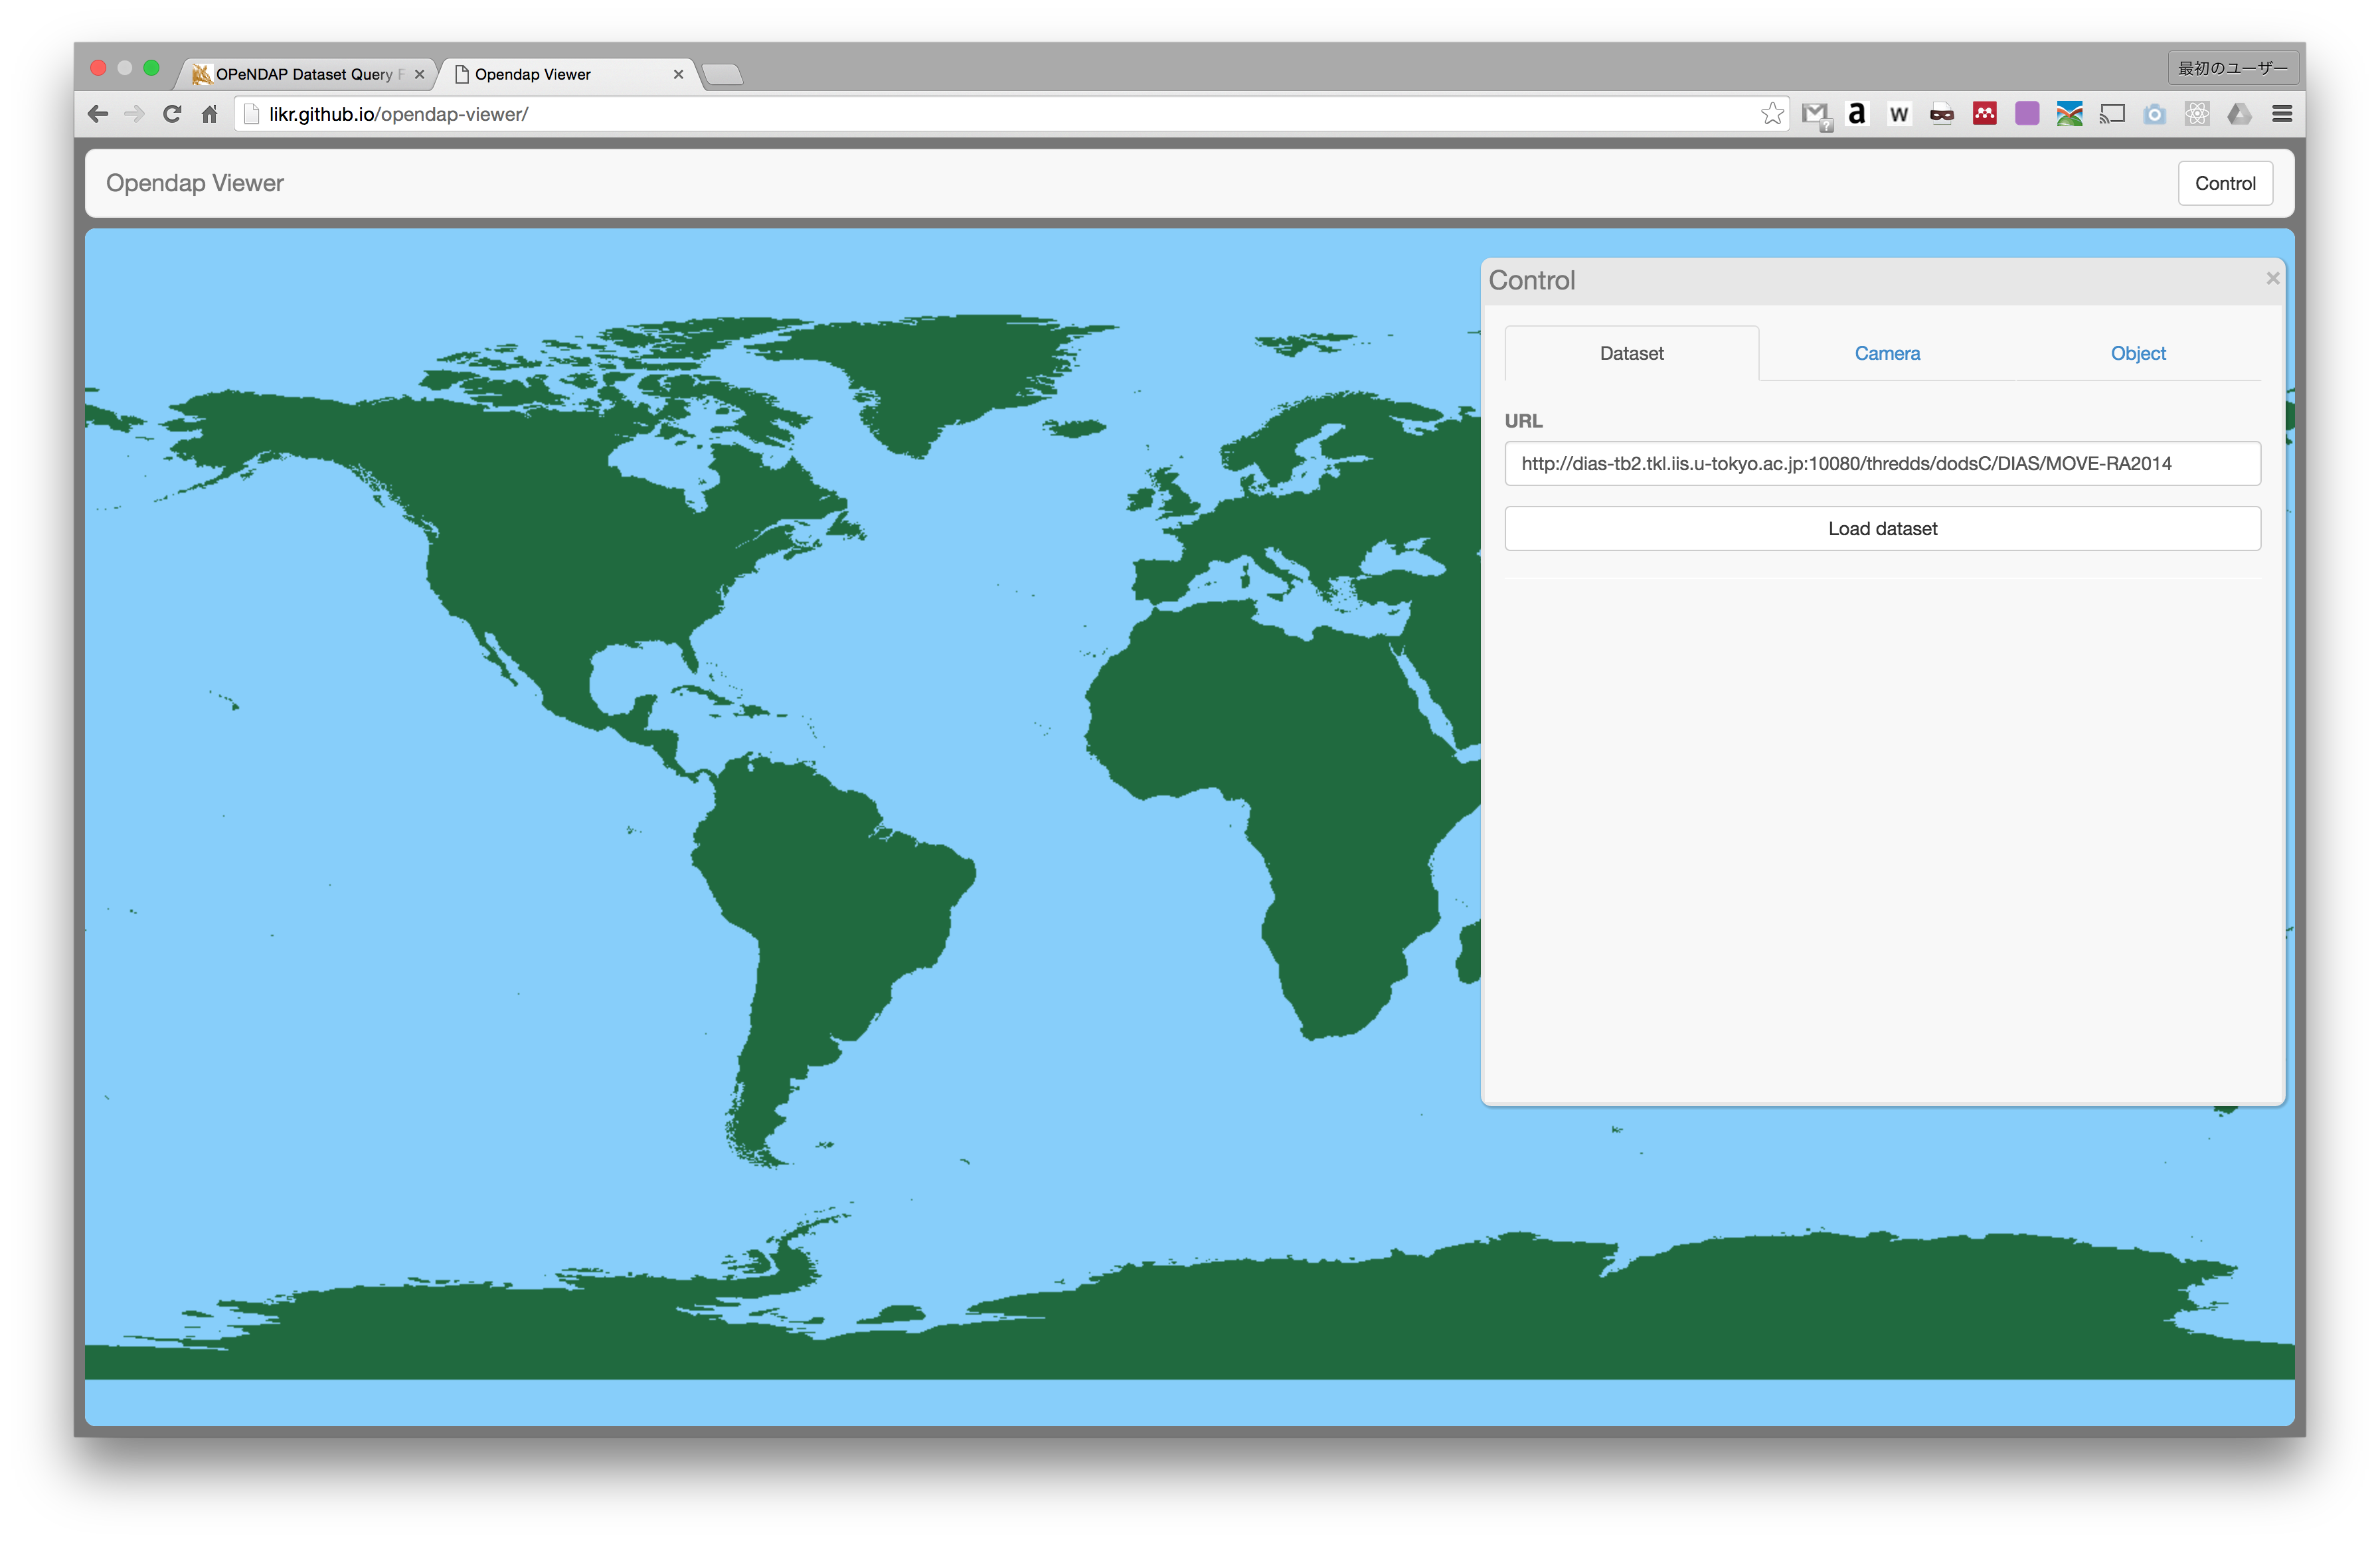 OPeNDAP Dataset Query F
Opendap Viewer
最初のユーザー
likr.github.io/opendap-viewer/
Opendap Viewer
Control
Control
Dataset
Camera
Object
URL
http://dias-tb2.tkl.iis.u-tokyo.ac.jp:10080/thredds/dodsC/DIAS/MOVE-RA2014
Load dataset